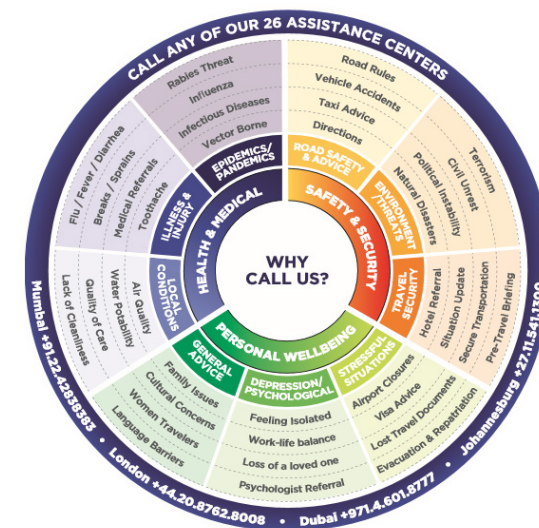 CALL ANY OF OUR 26 ASSISTANCE CENTERS
WHY
CALL US?
HEALTH & MEDICAL
EPIDEMICS/
PANDEMICS
Rabies Threat
Influenza
Infectious Diseases
Vector Borne
ILLNESS &
INJURY
Flu / Fever / Diarrhea
Breaks / Sprains
Medical Referrals
Toothache
LOCAL
CONDITIONS
Air Quality
Water Potability
Quality of Care
Lack of Cleanliness
SAFETY & SECURITY
ROAD SAFETY
& ADVICE
Road Rules
Vehicle Accidents
Taxi Advice
Directions
ENVIRONMENT
/THREATS
Terrorism
Civil Unrest
Political Instability
Natural Disasters
TRAVEL
SECURITY
Hotel Referral
Situation Update
Secure Transportation
Pre-Travel Briefing
PERSONAL WELLBEING
STRESSFUL
SITUATIONS
Airport Closures
Visa Advice
Lost Travel Documents
Evacuation & Repatriation
DEPRESSION/
PSYCHOLOGICAL
Feeling Isolated
Work-life balance
Loss of a loved one
Psychologist Referral
GENERAL
ADVICE
Family Issues
Cultural Concerns
Women Travelers
Language Barriers
Mumbai +91.22.42838383 • London +44.20.8762.8008 • Dubai +971.4.601.8777 • Johannesburg +27.11.541.1300